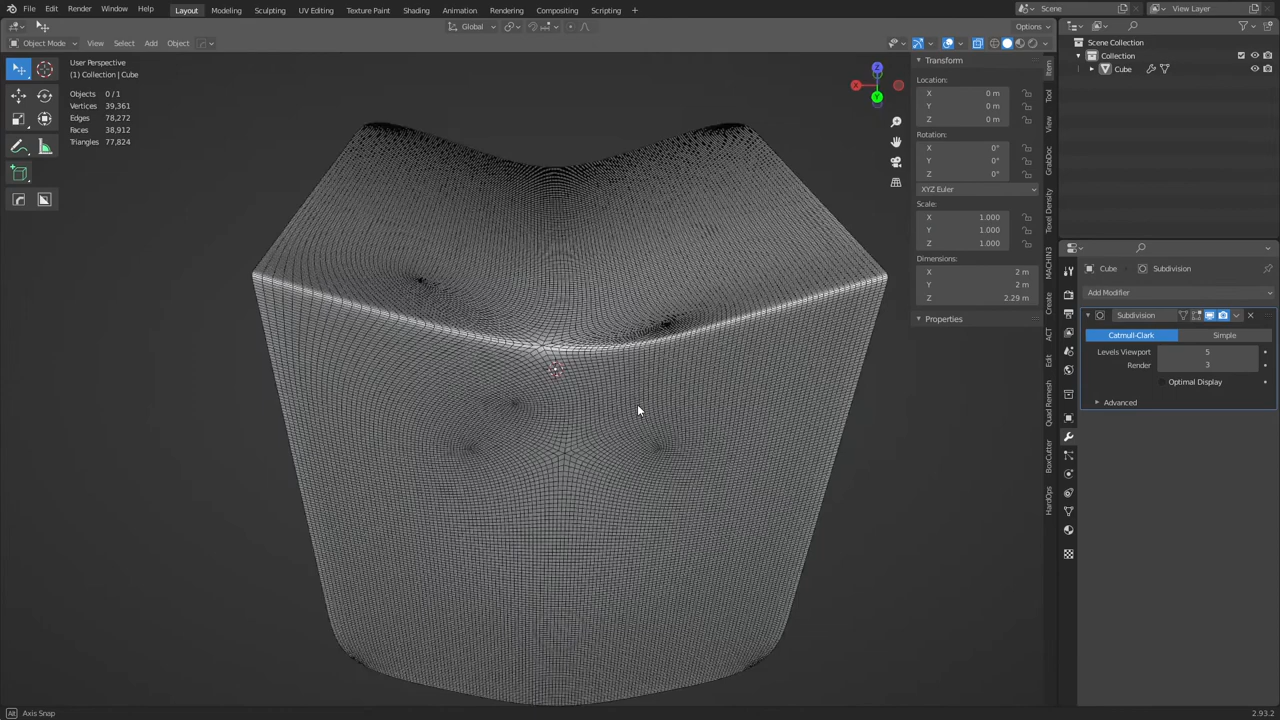 File Edit Render Window Help Layout Modeling Sculpting UV Editing Texture Paint Shading Animation Rendering Compositing Scripting + Scene View Layer
Global Options
Object Mode View Select Add Object
User Perspective
(1) Collection | Cube
Objects 0/1
Vertices 39,361
Edges 78,272
Faces 38,912
Triangles 77,824
Z
X
Y
Transform
Location:
X 0 m
Y 0 m
Z 0 m
Rotation:
X 0°
Y 0°
Z 0°
XYZ Euler
Scale:
X 1.000
Y 1.000
Z 1.000
Dimensions:
X 2 m
Y 2 m
Z 2.29 m
Properties
Item
Tool
View
GrabDoc
Texel Density
MACHIN3
Create
ACT
Edit
Quad Remesh
BoxCutter
HardOps
Scene Collection
Collection
Cube
Cube Subdivision
Add Modifier
Subdivision
Catmull-Clark Simple
Levels Viewport 5
Render 3
Optimal Display
Advanced
Alt Axis Snap
2.93.2